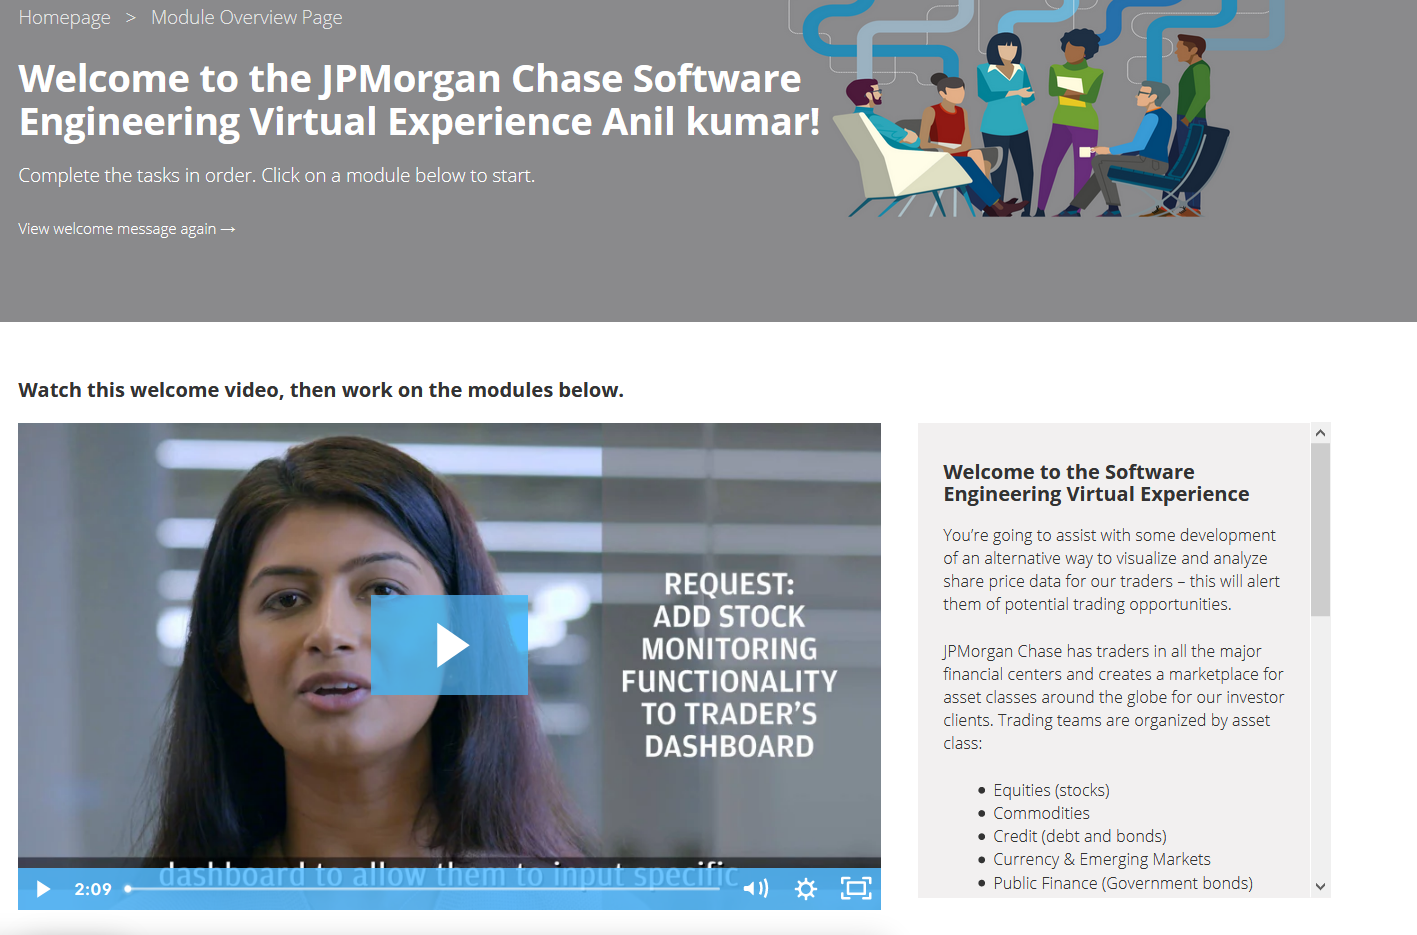 Homepage > Module Overview Page
Welcome to the JPMorgan Chase Software
Engineering Virtual Experience Anil kumar!
Complete the tasks in order. Click on a module below to start.
View welcome message again →
Watch this welcome video, then work on the modules below.
REQUEST:
ADD STOCK
MONITORING
FUNCTIONALITY
TO TRADER'S
DASHBOARD
dashboard to allow them to input specific
2:09
Welcome to the Software
Engineering Virtual Experience
You’re going to assist with some development
of an alternative way to visualize and analyze
share price data for our traders – this will alert
them of potential trading opportunities.
JPMorgan Chase has traders in all the major
financial centers and creates a marketplace for
asset classes around the globe for our investor
clients. Trading teams are organized by asset
class:
• Equities (stocks)
• Commodities
• Credit (debt and bonds)
• Currency & Emerging Markets
• Public Finance (Government bonds)